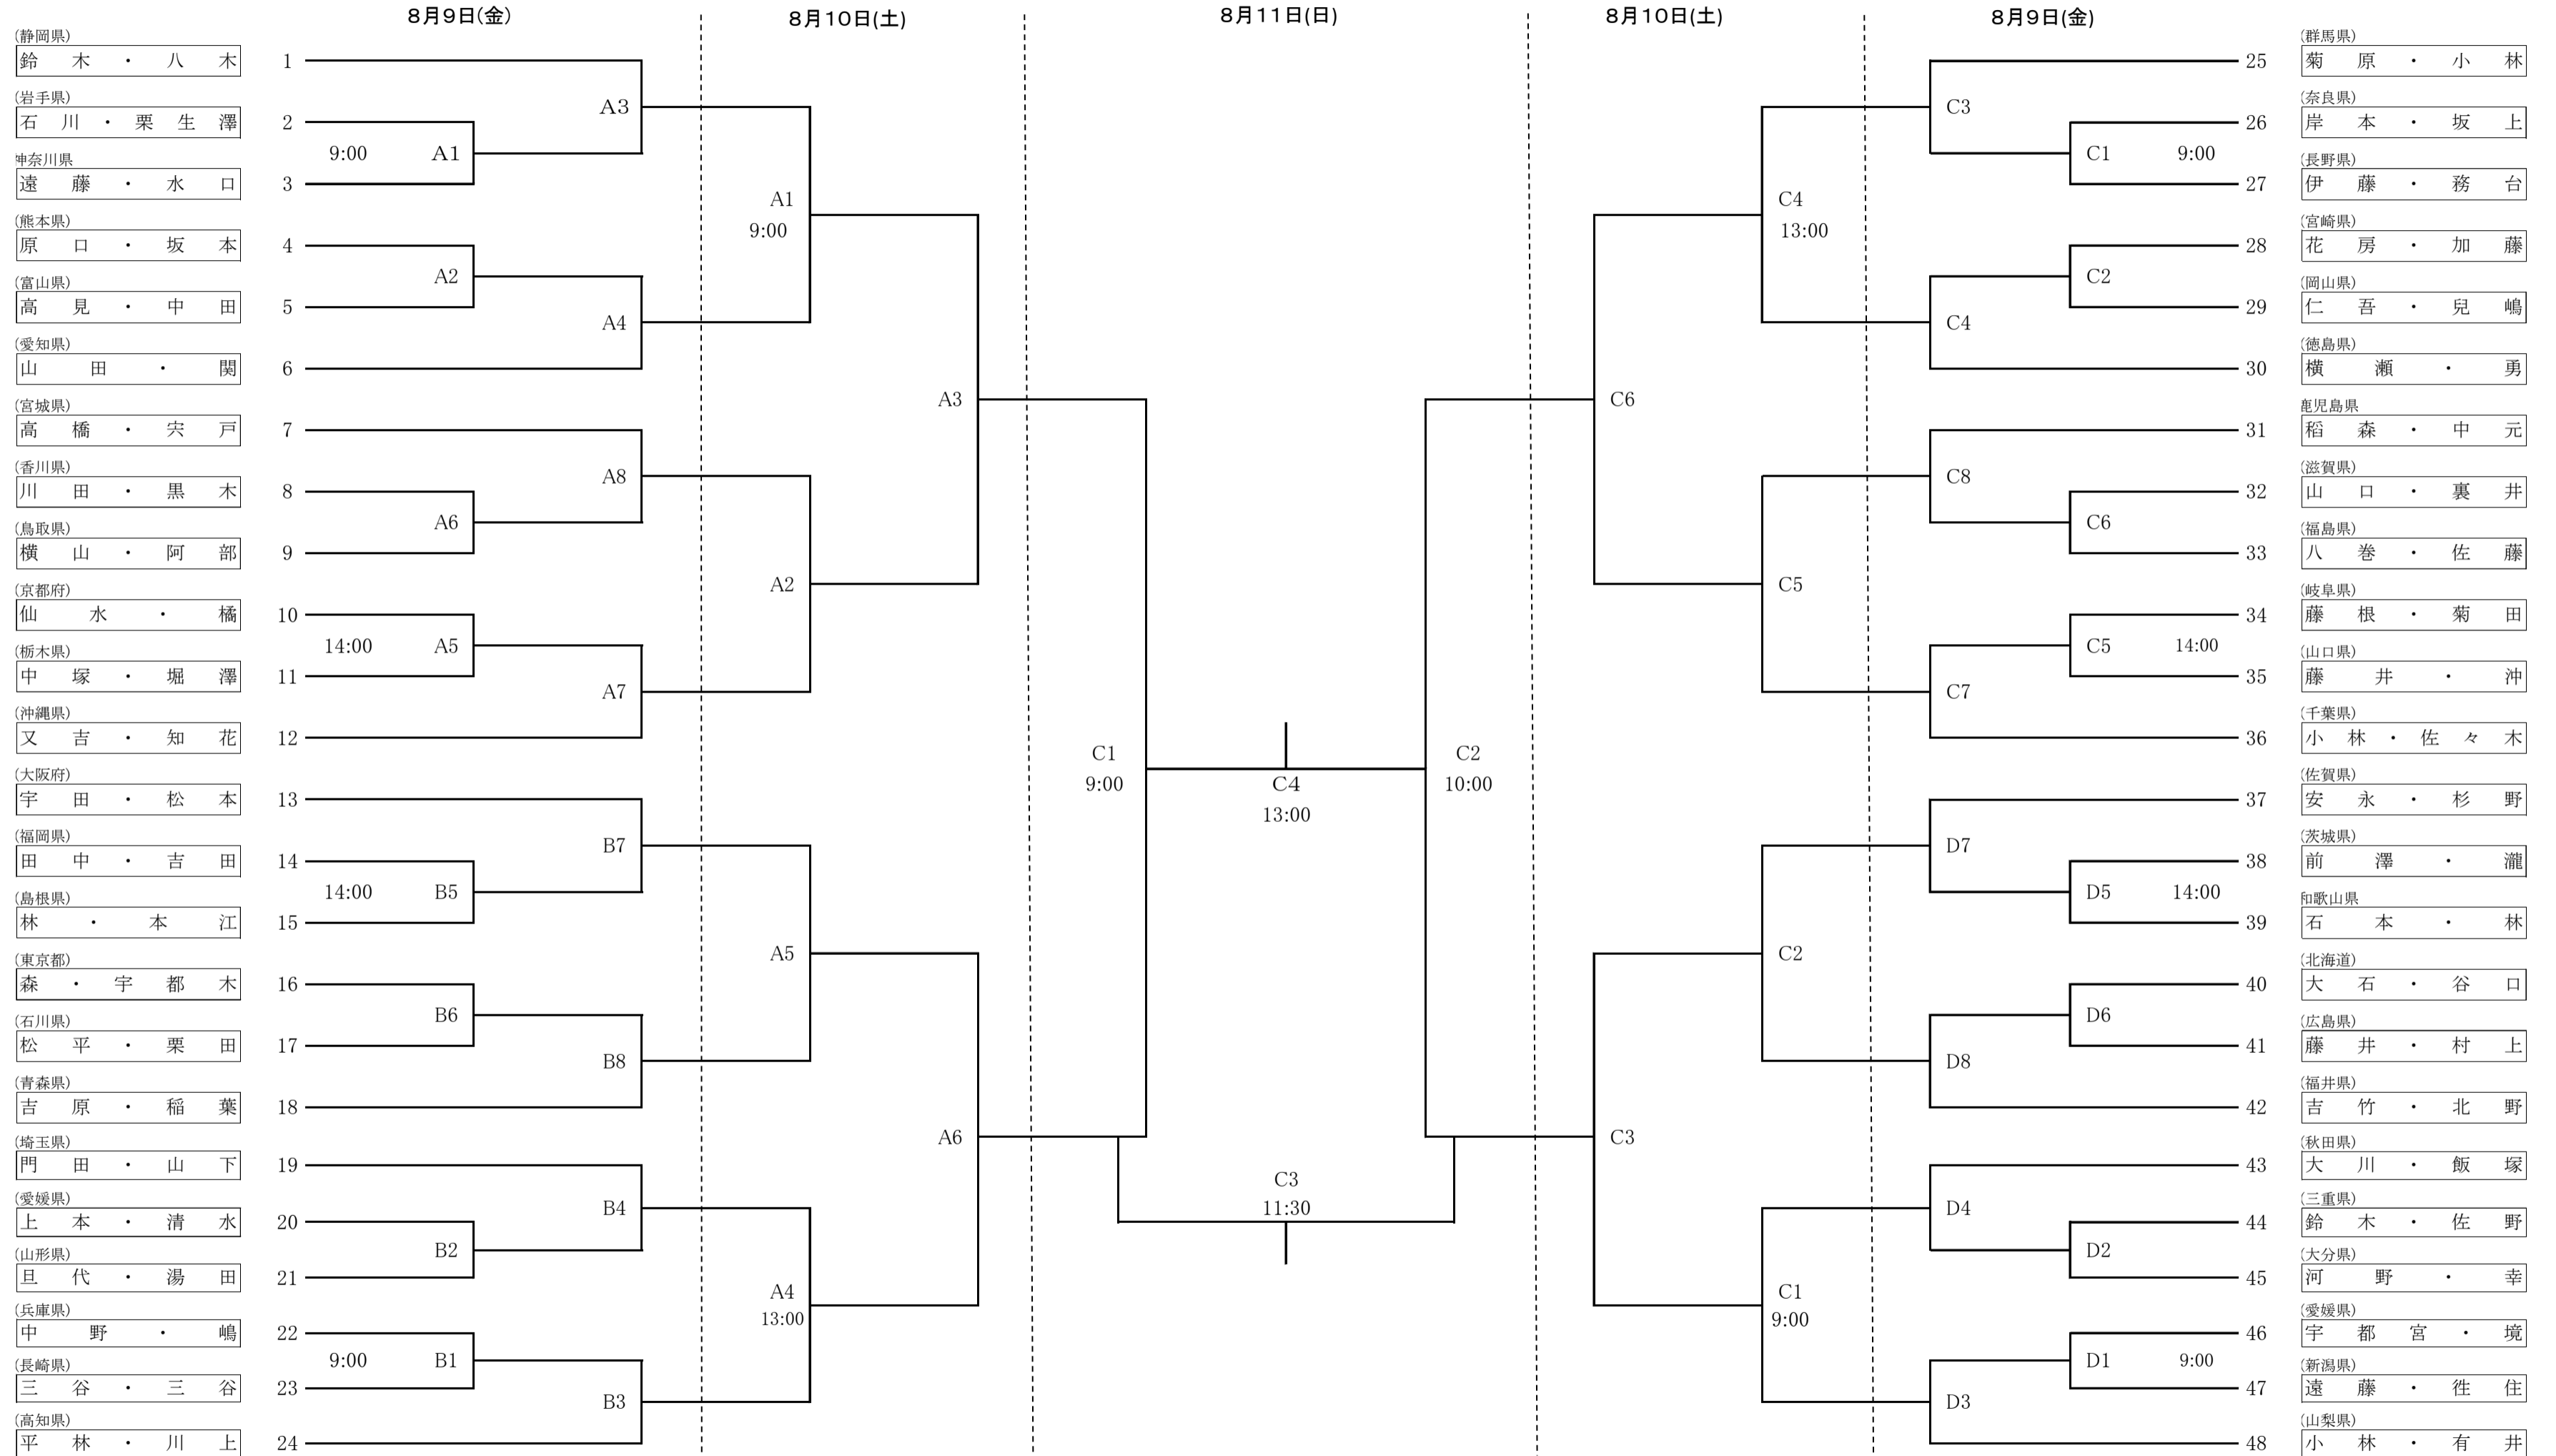 8月9日(金) 8月10日(土) 8月11日(日) 8月10日(土) 8月9日(金)
(静岡県)
鈴木・八木 1
(岩手県)
石川・栗生澤 2
A3
9:00 A1
神奈川県
遠藤・水口 3
(熊本県)
原口・坂本 4
A1
9:00
A2
(富山県)
高見・中田 5
A4
(愛知県)
山田・関 6
A3
(宮城県)
高橋・宍戸 7
(香川県)
川田・黒木 8
A8
A6
(鳥取県)
横山・阿部 9
A2
(京都府)
仙水・橘 10
14:00 A5
(栃木県)
中塚・堀澤 11
A7
(沖縄県)
又吉・知花 12
(大阪府)
宇田・松本 13
(福岡県)
田中・吉田 14
B7
14:00 B5
(島根県)
林・本江 15
A5
(東京都)
森・宇都木 16
B6
(石川県)
松平・栗田 17
B8
(青森県)
吉原・稲葉 18
A6
(埼玉県)
門田・山下 19
(愛媛県)
上本・清水 20
B4
B2
(山形県)
旦代・湯田 21
A4
13:00
(兵庫県)
中野・嶋 22
9:00 B1
(長崎県)
三谷・三谷 23
B3
(高知県)
平林・川上 24
C1
9:00
C4
13:00
C2
10:00
C3
11:30
(群馬県)
25 菊原・小林
(奈良県)
26 岸本・坂上
C3
C1 9:00
(長野県)
27 伊藤・務台
C4
13:00
(宮崎県)
28 花房・加藤
C2
(岡山県)
29 仁吾・兒嶋
C4
(徳島県)
30 横瀬・勇
C6
鹿児島県
31 稻森・中元
(滋賀県)
32 山口・裏井
C8
C6
(福島県)
33 八巻・佐藤
C5
(岐阜県)
34 藤根・菊田
C5 14:00
(山口県)
35 藤井・沖
C7
(千葉県)
36 小林・佐々木
(佐賀県)
37 安永・杉野
(茨城県)
38 前澤・瀧
D7
D5 14:00
和歌山県
39 石本・林
C2
(北海道)
40 大石・谷口
D6
(広島県)
41 藤井・村上
D8
(福井県)
42 吉竹・北野
C3
(秋田県)
43 大川・飯塚
(三重県)
44 鈴木・佐野
D4
D2
(大分県)
45 河野・幸
C1
9:00
(愛媛県)
46 宇都宮・境
D1 9:00
(新潟県)
47 遠藤・徃住
D3
(山梨県)
48 小林・有井